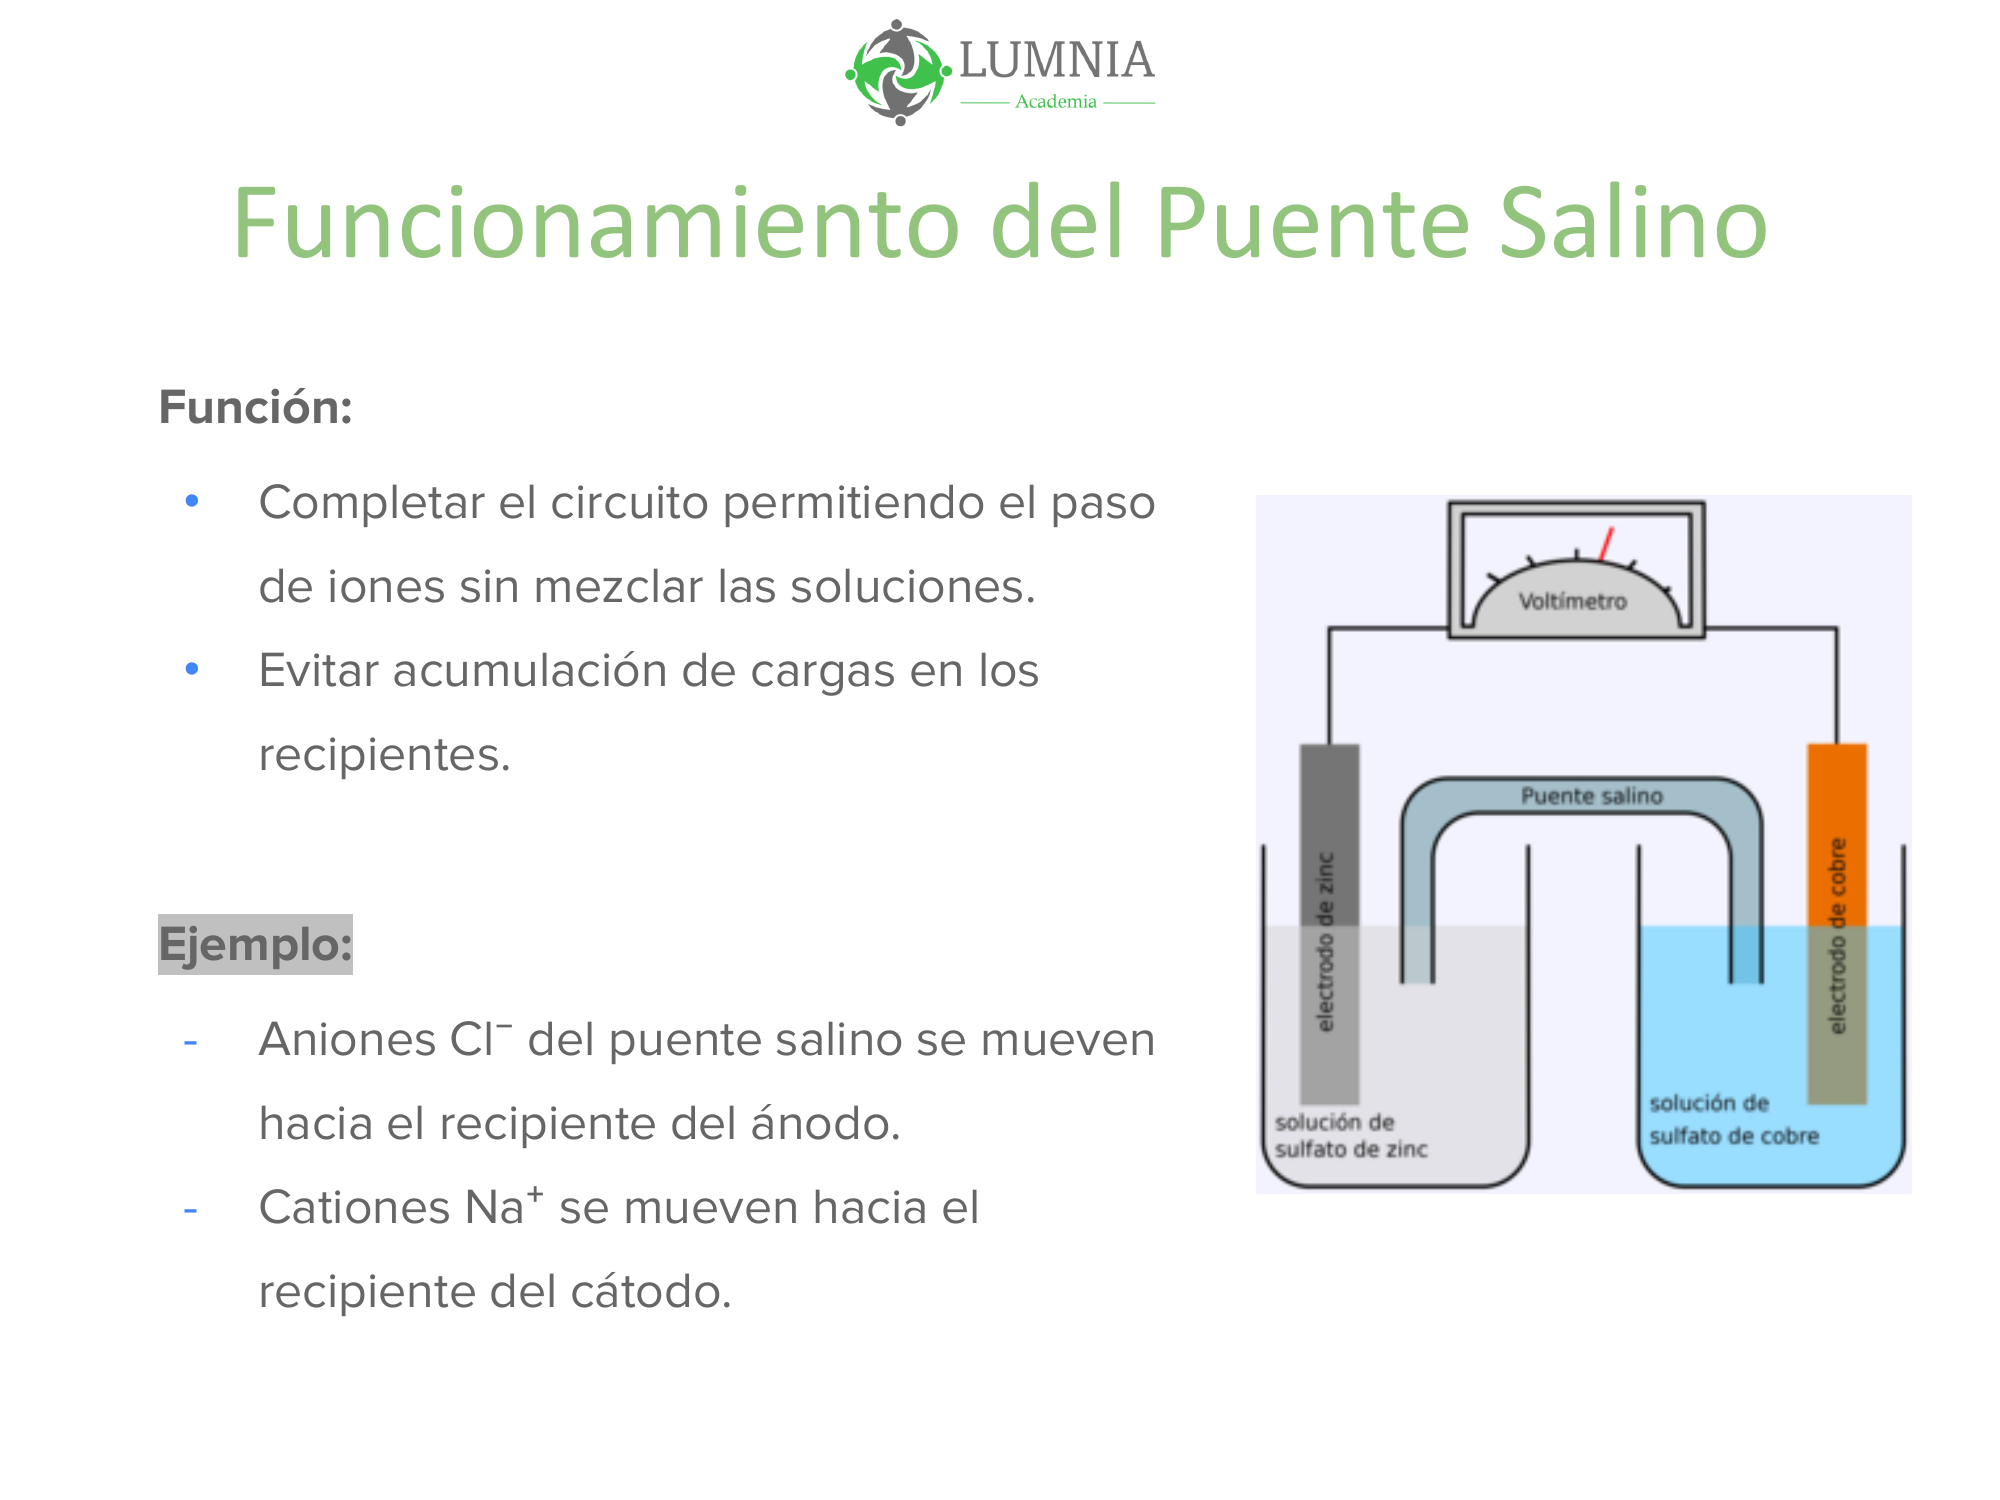 LUMNIA
Academia
Funcionamiento del Puente Salino
Función:
• Completar el circuito permitiendo el paso
de iones sin mezclar las soluciones.
• Evitar acumulación de cargas en los
recipientes.
Ejemplo:
- Aniones Cl⁻ del puente salino se mueven
hacia el recipiente del ánodo.
- Cationes Na⁺ se mueven hacia el
recipiente del cátodo.
Voltímetro
Puente salino
electrodo de zinc
electrodo de cobre
solución de
sulfato de zinc
solución de
sulfato de cobre